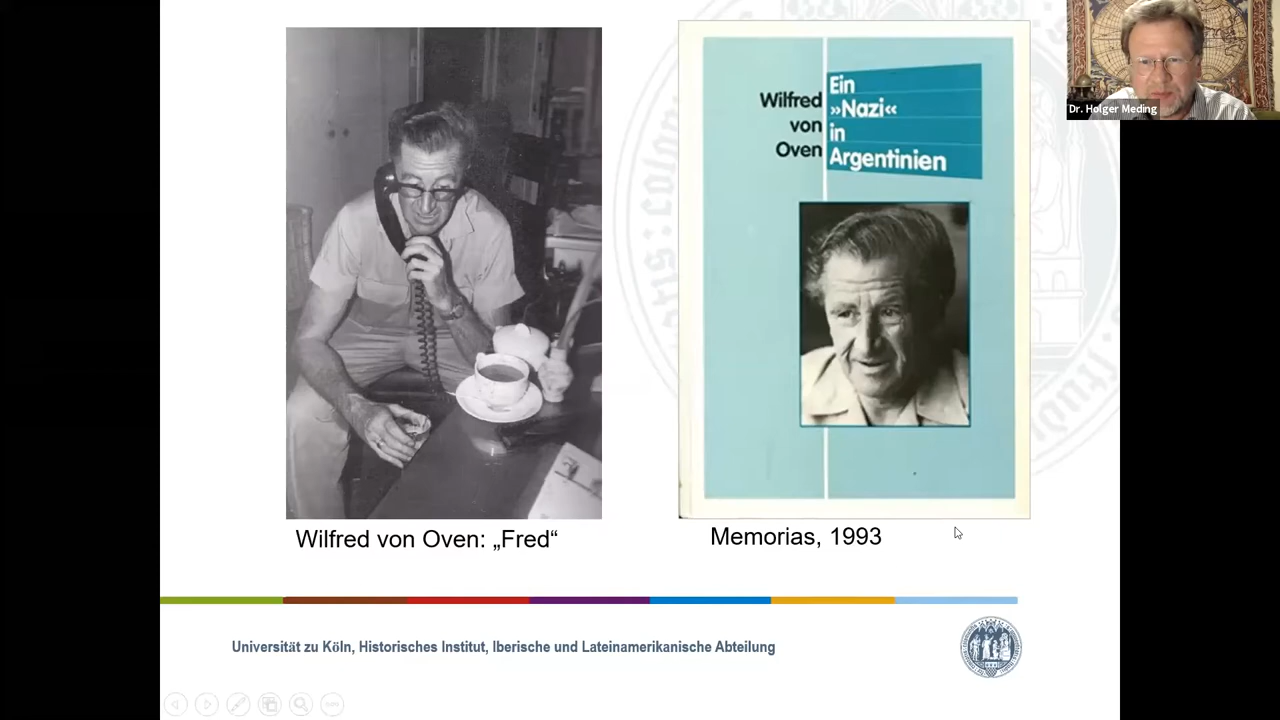 Wilfred
von
Oven
Ein
»Nazi«
in
Argentinien
Dr. Holger Meding
Wilfred von Oven: „Fred“
Memorias, 1993
Universität zu Köln, Historisches Institut, Iberische und Lateinamerikanische Abteilung